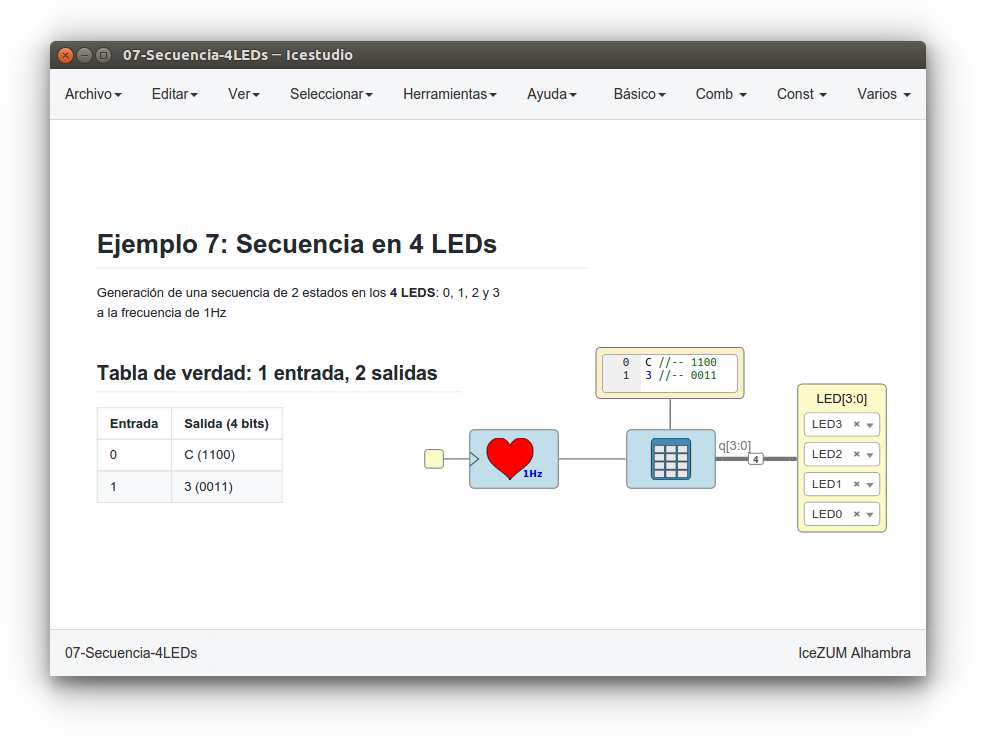 07-Secuencia-4LEDs — Icestudio
Archivo Editar Ver Seleccionar Herramientas Ayuda Básico Comb Const Varios
Ejemplo 7: Secuencia en 4 LEDs
Generación de una secuencia de 2 estados en los 4 LEDS: 0, 1, 2 y 3
a la frecuencia de 1Hz
Tabla de verdad: 1 entrada, 2 salidas
Entrada Salida (4 bits)
0 C (1100)
1 3 (0011)
1Hz
0 C //-- 1100
1 3 //-- 0011
q[3:0]
4
LED[3:0]
LED3
LED2
LED1
LED0
07-Secuencia-4LEDs IceZUM Alhambra